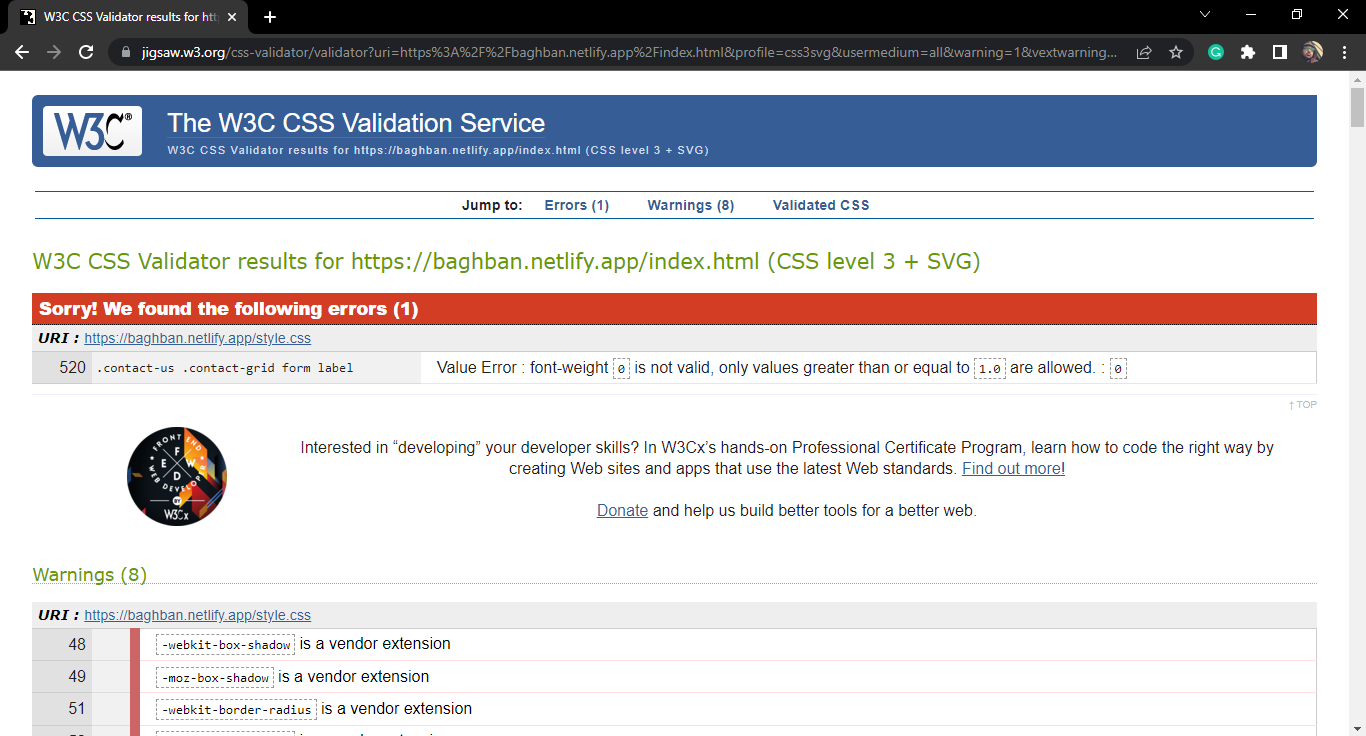 W3C CSS Validator results for htt
jigsaw.w3.org/css-validator/validator?uri=https%3A%2F%2Fbaghban.netlify.app%2Findex.html&profile=css3svg&usermedium=all&warning=1&vextwarning...
W3C® The W3C CSS Validation Service
W3C CSS Validator results for https://baghban.netlify.app/index.html (CSS level 3 + SVG)
Jump to: Errors (1) Warnings (8) Validated CSS
W3C CSS Validator results for https://baghban.netlify.app/index.html (CSS level 3 + SVG)
Sorry! We found the following errors (1)
URI : https://baghban.netlify.app/style.css
520 .contact-us .contact-grid form label Value Error : font-weight 0 is not valid, only values greater than or equal to 1.0 are allowed. : 0
↑ TOP
FRONT END
WEB DEVELOPER
F
E W
D
BY
W3Cx
Interested in “developing” your developer skills? In W3Cx’s hands-on Professional Certificate Program, learn how to code the right way by
creating Web sites and apps that use the latest Web standards. Find out more!
Donate and help us build better tools for a better web.
Warnings (8)
URI : https://baghban.netlify.app/style.css
48 -webkit-box-shadow is a vendor extension
49 -moz-box-shadow is a vendor extension
51 -webkit-border-radius is a vendor extension